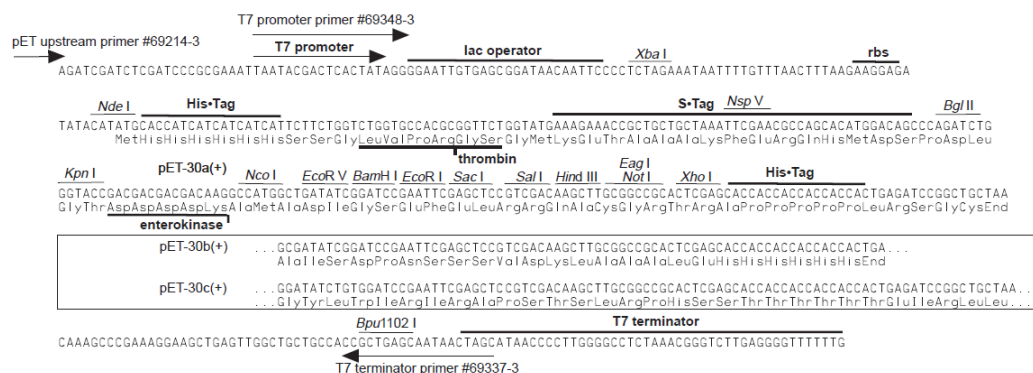 T7 promoter primer #69348-3
pET upstream primer #69214-3 T7 promoter lac operator Xba I rbs
AGATCGATCTCGATCCCGCGAAATTAATACGACTCACTATAGGGGAATTGTGAGCGGATAACAATTCCCCTCTAGAAATAATTTTGTTTAACTTTAAGAAGGAGA
Nde I His•Tag S•Tag Nsp V Bgl II
TATACATATGCACCATCATCATCATCATTCTTCTGGTCTGGTGCCACGCGGTTCTGGTATGAAAGAAACCGCTGCTGCTAAATTCGAACGCCAGCACATGGACAGCCCAGATCTG
MetHisHisHisHisHisHisSerSerGlyLeuValProArgGlySerGlyMetLysGluThrAlaAlaAlaLysPheGluArgGlnHisMetAspSerProAspLeu
thrombin
Kpn I pET-30a(+) Nco I EcoR V BamH I EcoR I Sac I Sal I Hind III Eag I Not I Xho I His•Tag
GGTACCGACGACGACGACAAGGCCATGGCTGATATCGGATCCGAATTCGAGCTCCGTCGACAAGCTTGCGGCCGCACTCGAGCACCACCACCACCACCACTGAGATCCGGCTGCTAA
GlyThrAspAspAspAspLysAlaMetAlaAspIleGlySerGluPheGluLeuArgArgGlnAlaCysGlyArgThrArgAlaProProProProProLeuArgSerGlyCysEnd
enterokinase
pET-30b(+) ...GCGATATCGGATCCGAATTCGAGCTCCGTCGACAAGCTTGCGGCCGCACTCGAGCACCACCACCACCACCACTGA...
AlaIleSerAspProAsnSerSerSerValAspLysLeuAlaAlaAlaLeuGluHisHisHisHisHisHisEnd
pET-30c(+) ...GGATATCTGTGGATCCGAATTCGAGCTCCGTCGACAAGCTTGCGGCCGCACTCGAGCACCACCACCACCACCACTGAGATCCGGCTGCTAA...
GlyTyrLeuTrpIleArgIleArgAlaProSerThrSerLeuArgProHisSerSerThrThrThrThrThrThrGluIleArgLeuLeu...
Bpu1102 I T7 terminator
CAAAGCCCGAAAGGAAGCTGAGTTGGCTGCTGCCACCGCTGAGCAATAACTAGCATAACCCCTTGGGGCCTCTAAACGGGTCTTGAGGGGTTTTTTG
T7 terminator primer #69337-3